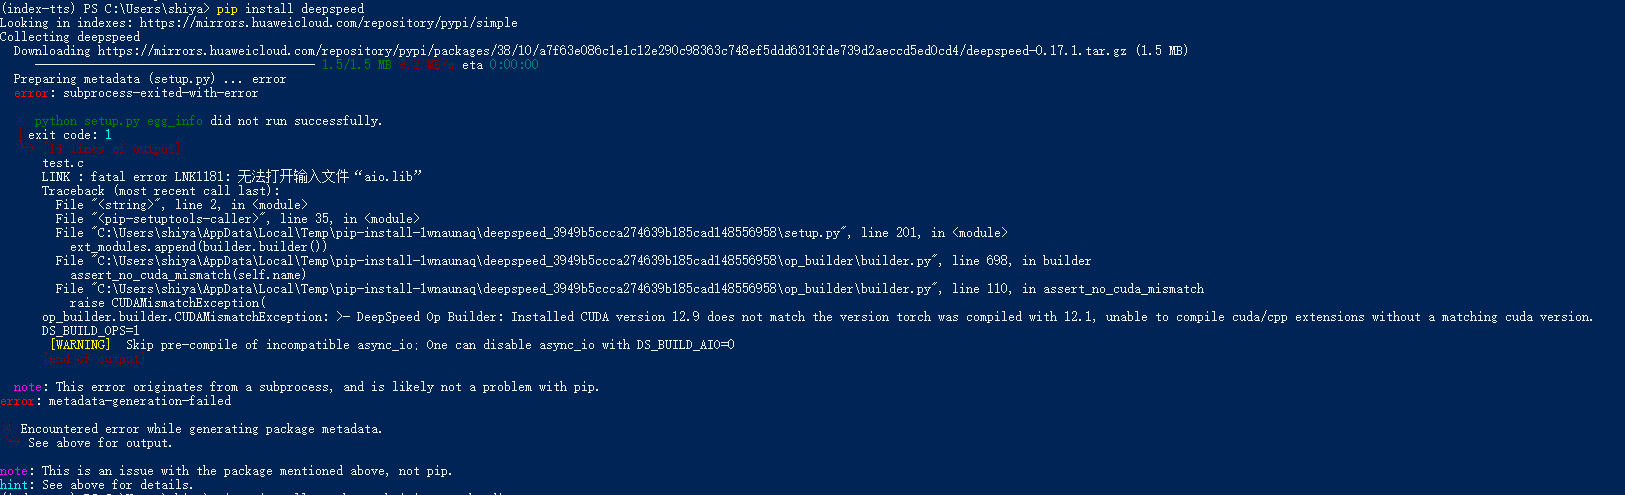 (index-tts) PS C:\Users\shiya> pip install deepspeed
Looking in indexes: https://mirrors.huaweicloud.com/repository/pypi/simple
Collecting deepspeed
Downloading https://mirrors.huaweicloud.com/repository/pypi/packages/38/10/a7f63e086c1e1c12e290c98363c748ef5ddd6313fde739d2aeccd5ed0cd4/deepspeed-0.17.1.tar.gz (1.5 MB)
1.5/1.5 MB eta 0:00:00
Preparing metadata (setup.py) ... error
error: subprocess-exited-with-error
python setup.py egg_info did not run successfully.
exit code: 1
[14 lines of output]
test.c
LINK : fatal error LNK1181: 无法打开输入文件“aio.lib”
Traceback (most recent call last):
File "<string>", line 2, in <module>
File "<pip-setuptools-caller>", line 35, in <module>
File "C:\Users\shiya\AppData\Local\Temp\pip-install-1wnaunaq\deepspeed_3949b5ccca274639b185cad148556958\setup.py", line 201, in <module>
ext_modules.append(builder.builder())
File "C:\Users\shiya\AppData\Local\Temp\pip-install-1wnaunaq\deepspeed_3949b5ccca274639b185cad148556958\op_builder\builder.py", line 698, in builder
assert_no_cuda_mismatch(self.name)
File "C:\Users\shiya\AppData\Local\Temp\pip-install-1wnaunaq\deepspeed_3949b5ccca274639b185cad148556958\op_builder\builder.py", line 110, in assert_no_cuda_mismatch
raise CUDAMismatchException(
op_builder.builder.CUDAMismatchException: >- DeepSpeed Op Builder: Installed CUDA version 12.9 does not match the version torch was compiled with 12.1, unable to compile cuda/cpp extensions without a matching cuda version.
DS_BUILD_OPS=1
[WARNING] Skip pre-compile of incompatible async_io; One can disable async_io with DS_BUILD_AIO=0
[end of output]
note: This error originates from a subprocess, and is likely not a problem with pip.
error: metadata-generation-failed
Encountered error while generating package metadata.
See above for output.
note: This is an issue with the package mentioned above, not pip.
hint: See above for details.